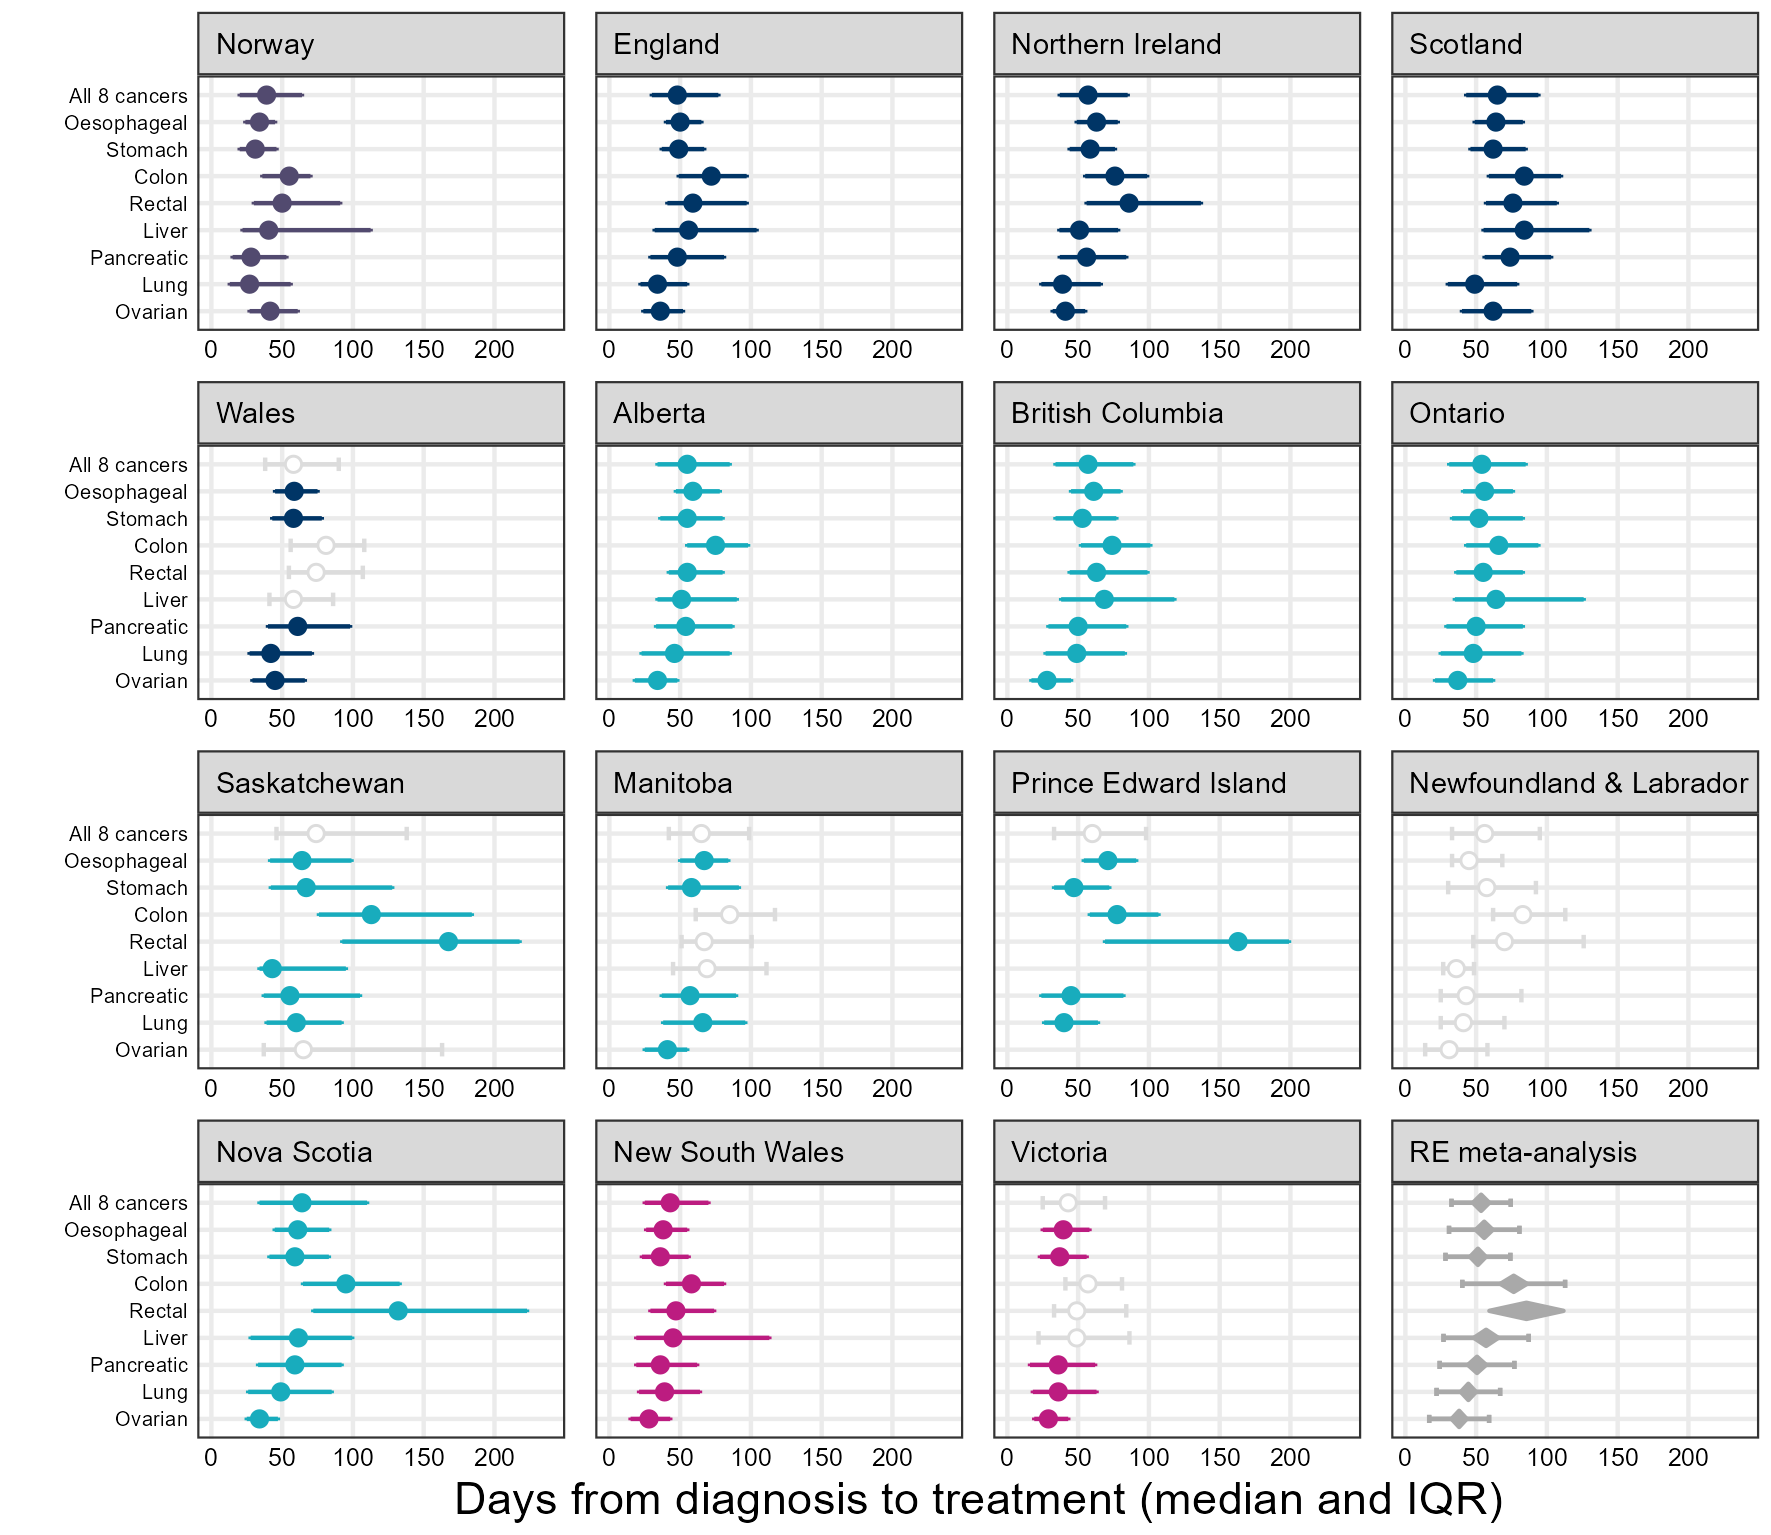 Norway
England
Northern Ireland
Scotland
All 8 cancers
Oesophageal
Stomach
Colon
Rectal
Liver
Pancreatic
Lung
Ovarian
0 50 100 150 200
0 50 100 150 200
0 50 100 150 200
0 50 100 150 200
Wales
Alberta
British Columbia
Ontario
All 8 cancers
Oesophageal
Stomach
Colon
Rectal
Liver
Pancreatic
Lung
Ovarian
0 50 100 150 200
0 50 100 150 200
0 50 100 150 200
0 50 100 150 200
Saskatchewan
Manitoba
Prince Edward Island
Newfoundland & Labrador
All 8 cancers
Oesophageal
Stomach
Colon
Rectal
Liver
Pancreatic
Lung
Ovarian
0 50 100 150 200
0 50 100 150 200
0 50 100 150 200
0 50 100 150 200
Nova Scotia
New South Wales
Victoria
RE meta-analysis
All 8 cancers
Oesophageal
Stomach
Colon
Rectal
Liver
Pancreatic
Lung
Ovarian
0 50 100 150 200
0 50 100 150 200
0 50 100 150 200
0 50 100 150 200
Days from diagnosis to treatment (median and IQR)